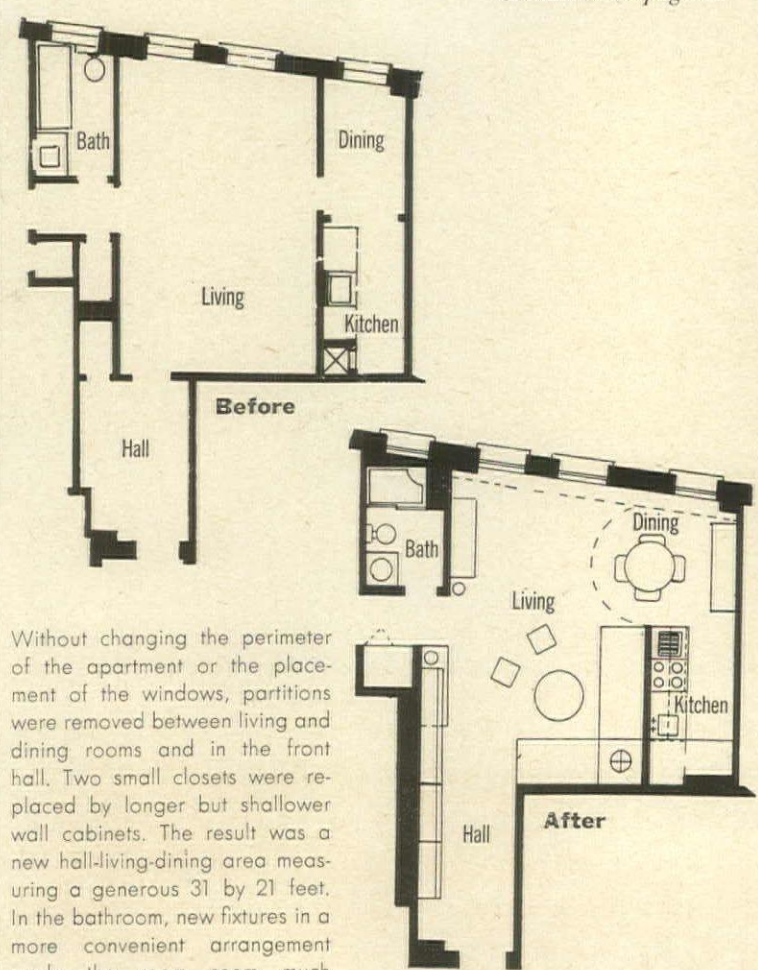 Bath
Dining
Living
Kitchen
Before
Hall
Dining
Bath
Living
Kitchen
After
Hall
Without changing the perimeter
of the apartment or the place-
ment of the windows, partitions
were removed between living and
dining rooms and in the front
hall. Two small closets were re-
placed by longer but shallower
wall cabinets. The result was a
new hall-living-dining area meas-
uring a generous 31 by 21 feet.
In the bathroom, new fixtures in a
more convenient arrangement